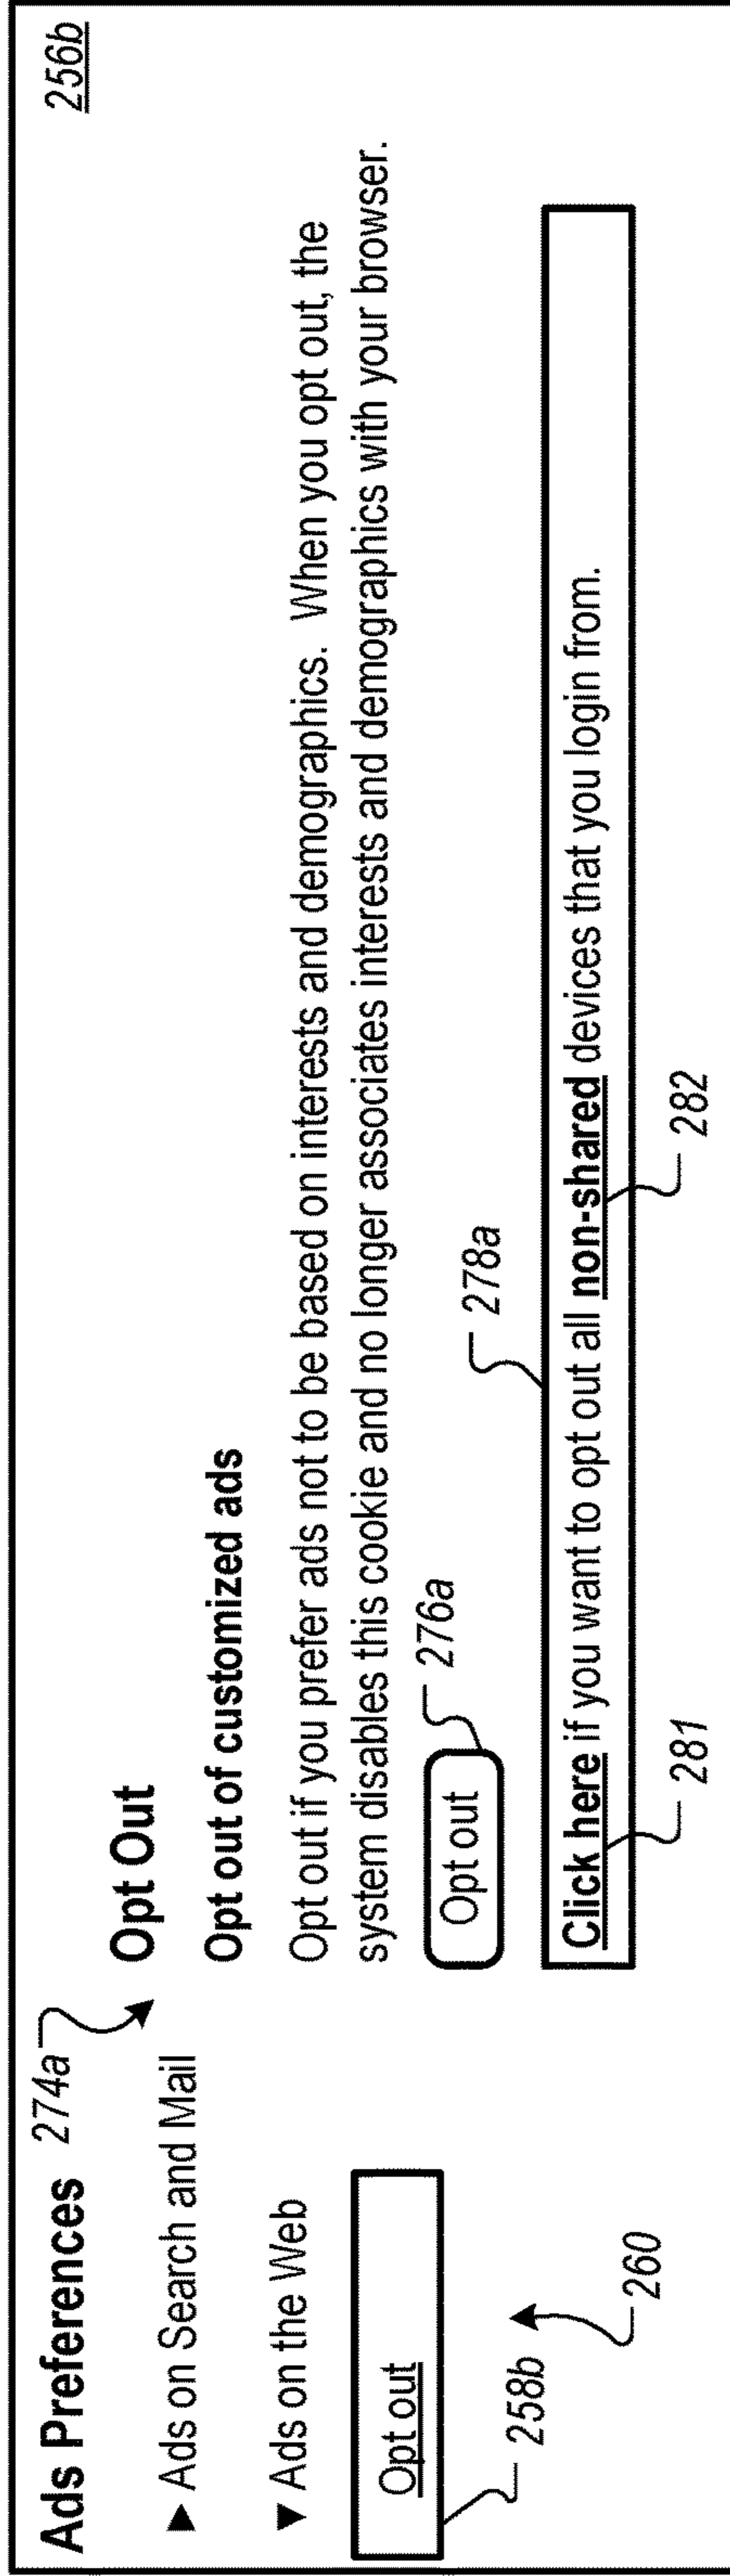 Ads Preferences
274a
256b
▶ Ads on Search and Mail
▼ Ads on the Web
Opt out
258b
260
Opt Out
Opt out of customized ads
Opt out if you prefer ads not to be based on interests and demographics. When you opt out, the
system disables this cookie and no longer associates interests and demographics with your browser.
Opt out
276a
278a
Click here if you want to opt out all non-shared devices that you login from.
281
282